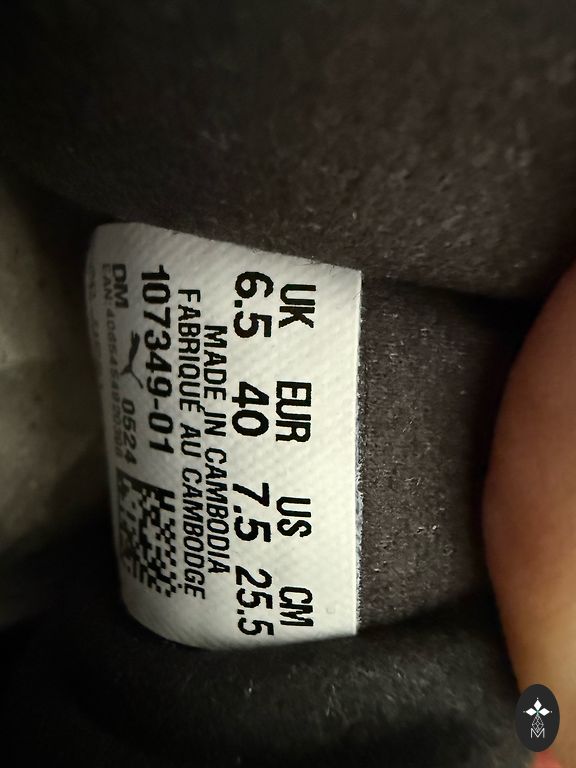 UK EUR US CM
6.5 40 7.5 25.5
MADE IN CAMBODIA
FABRIQUÉ AU CAMBODGE
107349-01
DM 0524
EAN:
M